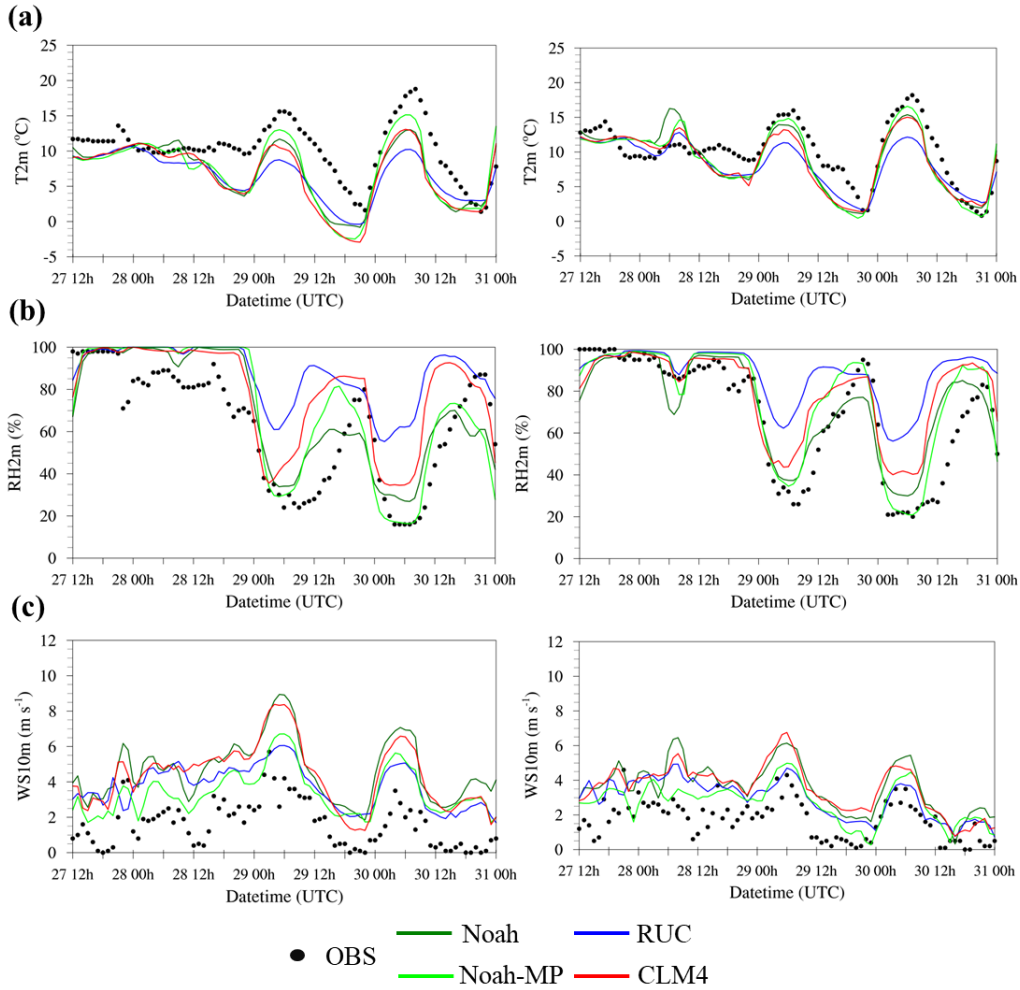 (a)
25
20
15
10
5
0
-5
T2m (°C)
27 12h 28 00h 28 12h 29 00h 29 12h 30 00h 30 12h 31 00h
Datetime (UTC)
25
20
15
10
5
0
-5
T2m (°C)
27 12h 28 00h 28 12h 29 00h 29 12h 30 00h 30 12h 31 00h
Datetime (UTC)
(b)
100
80
60
40
20
0
RH2m (%)
27 12h 28 00h 28 12h 29 00h 29 12h 30 00h 30 12h 31 00h
Datetime (UTC)
100
80
60
40
20
0
RH2m (%)
27 12h 28 00h 28 12h 29 00h 29 12h 30 00h 30 12h 31 00h
Datetime (UTC)
(c)
12
10
8
6
4
2
0
WS10m (m s⁻¹)
27 12h 28 00h 28 12h 29 00h 29 12h 30 00h 30 12h 31 00h
Datetime (UTC)
12
10
8
6
4
2
0
WS10m (m s⁻¹)
27 12h 28 00h 28 12h 29 00h 29 12h 30 00h 30 12h 31 00h
Datetime (UTC)
OBS
Noah
RUC
Noah-MP
CLM4